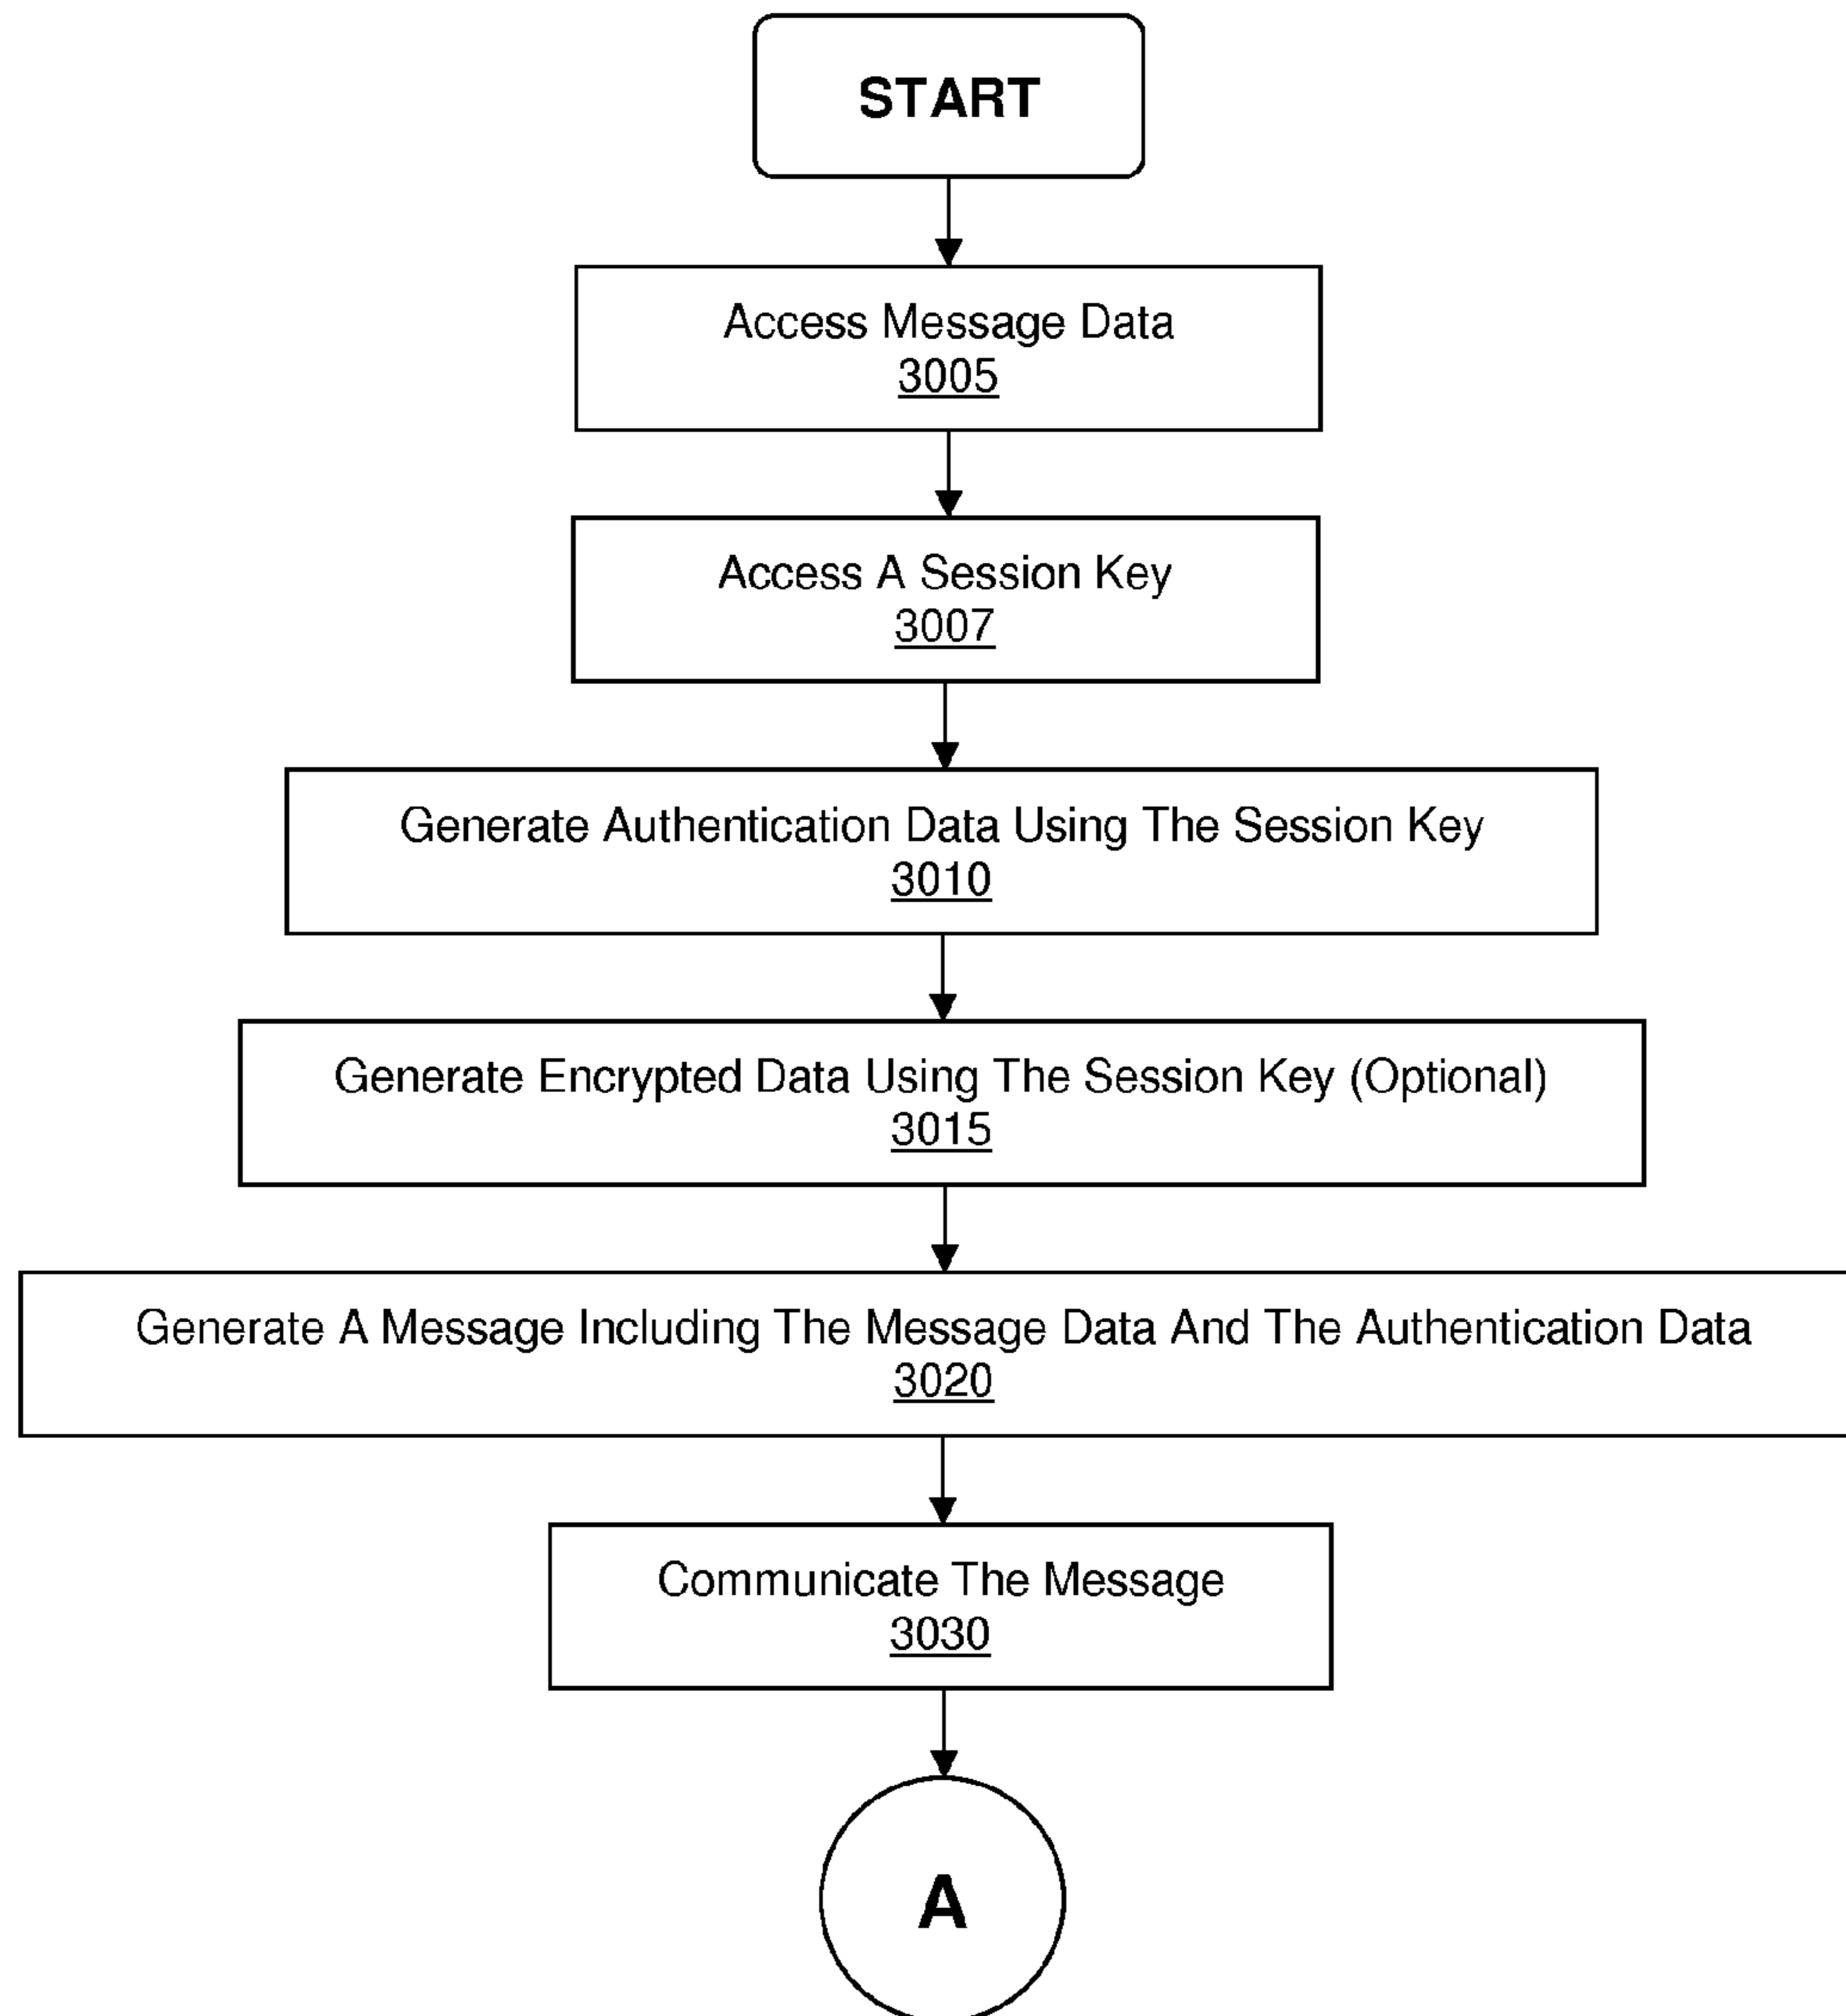 START
Access Message Data
3005
Access A Session Key
3007
Generate Authentication Data Using The Session Key
3010
Generate Encrypted Data Using The Session Key (Optional)
3015
Generate A Message Including The Message Data And The Authentication Data
3020
Communicate The Message
3030
A